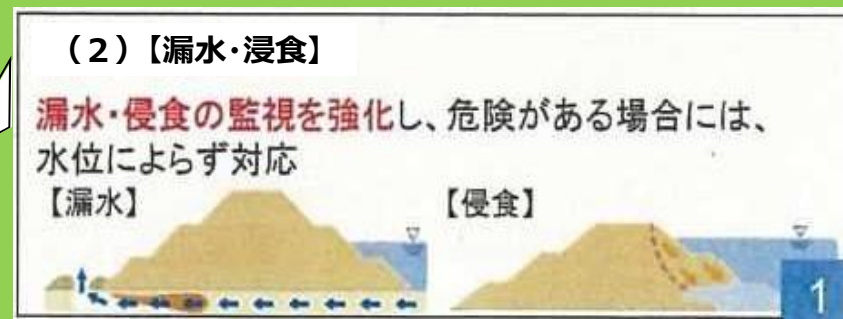 （２）【漏水･浸食】
漏水･侵食の監視を強化し、危険がある場合には、
水位によらず対応
【漏水】
【侵食】
1